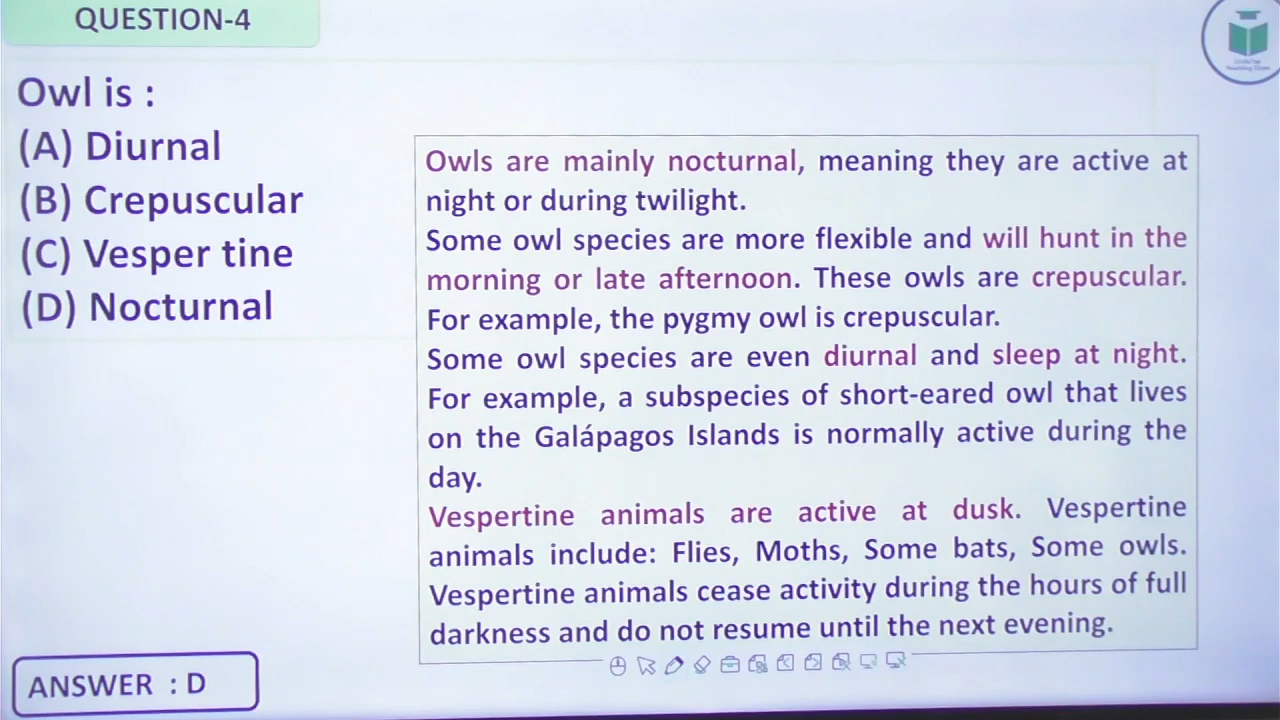 QUESTION-4
Owl is :
(A) Diurnal
(B) Crepuscular
(C) Vesper tine
(D) Nocturnal
Owls are mainly nocturnal, meaning they are active at
night or during twilight.
Some owl species are more flexible and will hunt in the
morning or late afternoon. These owls are crepuscular.
For example, the pygmy owl is crepuscular.
Some owl species are even diurnal and sleep at night.
For example, a subspecies of short-eared owl that lives
on the Galápagos Islands is normally active during the
day.
Vespertine animals are active at dusk. Vespertine
animals include: Flies, Moths, Some bats, Some owls.
Vespertine animals cease activity during the hours of full
darkness and do not resume until the next evening.
ANSWER : D